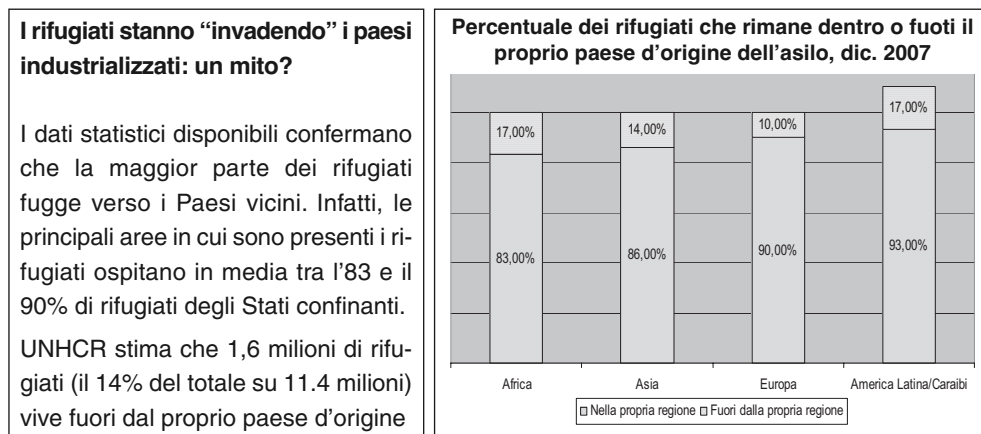 I rifugiati stanno “invadendo” i paesi
industrializzati: un mito?
I dati statistici disponibili confermano
che la maggior parte dei rifugiati
fugge verso i Paesi vicini. Infatti, le
principali aree in cui sono presenti i ri-
fugiati ospitano in media tra l’83 e il
90% di rifugiati degli Stati confinanti.
UNHCR stima che 1,6 milioni di rifu-
giati (il 14% del totale su 11.4 milioni)
vive fuori dal proprio paese d’origine
Percentuale dei rifugiati che rimane dentro o fuoti il
proprio paese d’origine dell’asilo, dic. 2007
17,00%
14,00%
10,00%
17,00%
83,00%
86,00%
90,00%
93,00%
Africa
Asia
Europa
America Latina/Caraibi
Nella propria regione
Fuori dalla propria regione